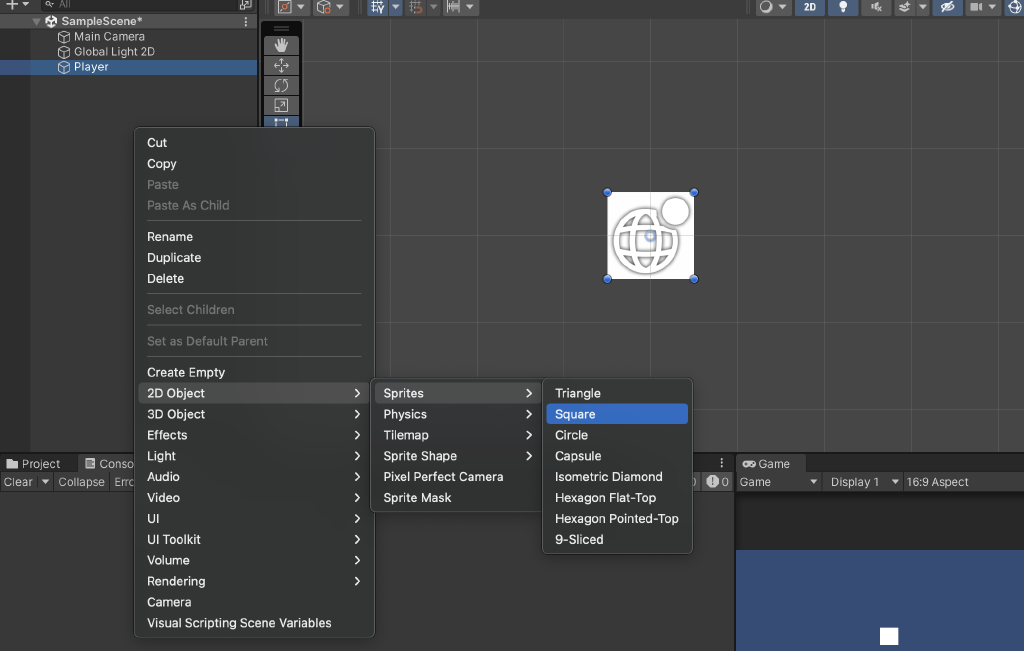 All
2D
SampleScene*
Main Camera
Global Light 2D
Player
Cut
Copy
Paste
Paste As Child
Rename
Duplicate
Delete
Select Children
Set as Default Parent
Create Empty
2D Object
3D Object
Effects
Light
Audio
Video
UI
UI Toolkit
Volume
Rendering
Camera
Visual Scripting Scene Variables
Sprites
Physics
Tilemap
Sprite Shape
Pixel Perfect Camera
Sprite Mask
Triangle
Square
Circle
Capsule
Isometric Diamond
Hexagon Flat-Top
Hexagon Pointed-Top
9-Sliced
Project
Conso
Game
Clear
Collapse
Erro
0
Game
Display 1
16:9 Aspect